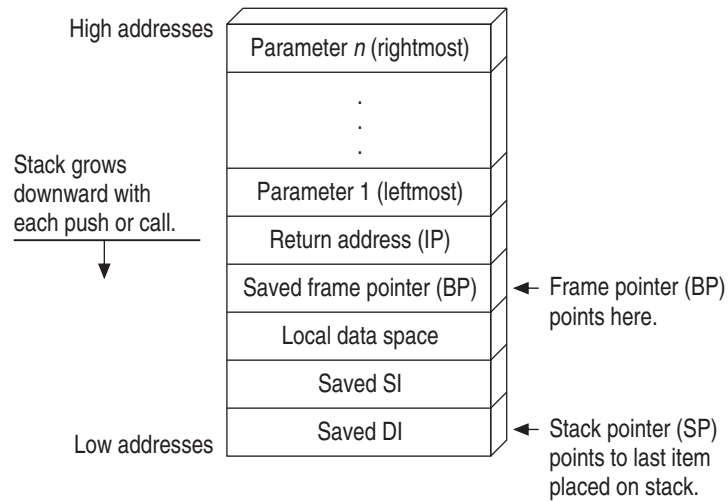 High addresses
Parameter n (rightmost)
.
.
.
Stack grows
downward with
each push or call.
Parameter 1 (leftmost)
Return address (IP)
Saved frame pointer (BP)
Frame pointer (BP)
points here.
Local data space
Saved SI
Low addresses
Saved DI
Stack pointer (SP)
points to last item
placed on stack.